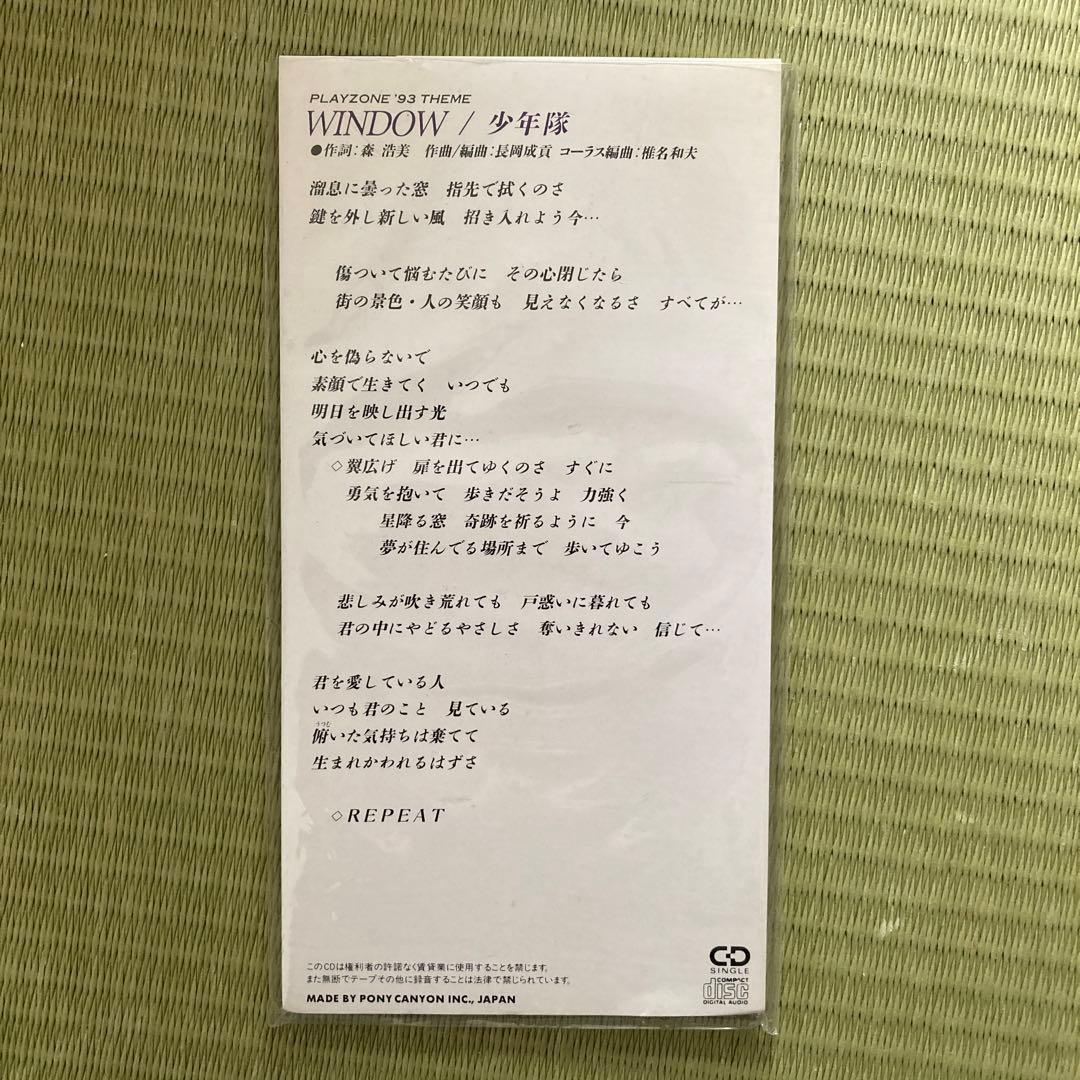 PLAYZONE '93 THEME
WINDOW / 少年隊
●作詞：森 浩美　作曲/編曲：長岡成貢　コーラス編曲：椎名和夫
溜息に曇った窓　指先で拭くのさ
鍵を外し新しい風　招き入れよう今…
傷ついて悩むたびに　その心閉じたら
街の景色・人の笑顔も　見えなくなるさ　すべてが…
心を偽らないで
素顔で生きてく　いつでも
明日を映し出す光
気づいてほしい君に…
◇翼広げ　扉を出てゆくのさ　すぐに
勇気を抱いて　歩きだそうよ　力強く
星降る窓　奇跡を祈るように　今
夢が住んでる場所まで　歩いてゆこう
悲しみが吹き荒れても　戸惑いに暮れても
君の中にやどるやさしさ　奪いきれない　信じて…
君を愛している人
いつも君のこと　見ている
うつむ
俯いた気持ちは棄てて
生まれかわれるはずさ
◇REPEAT
このCDは権利者の許諾なく賃貸業に使用することを禁じます。
また無断でテープその他に録音することは法律で禁じられています。
MADE BY PONY CANYON INC., JAPAN
CD
SINGLE
COMPACT
disc
DIGITAL AUDIO